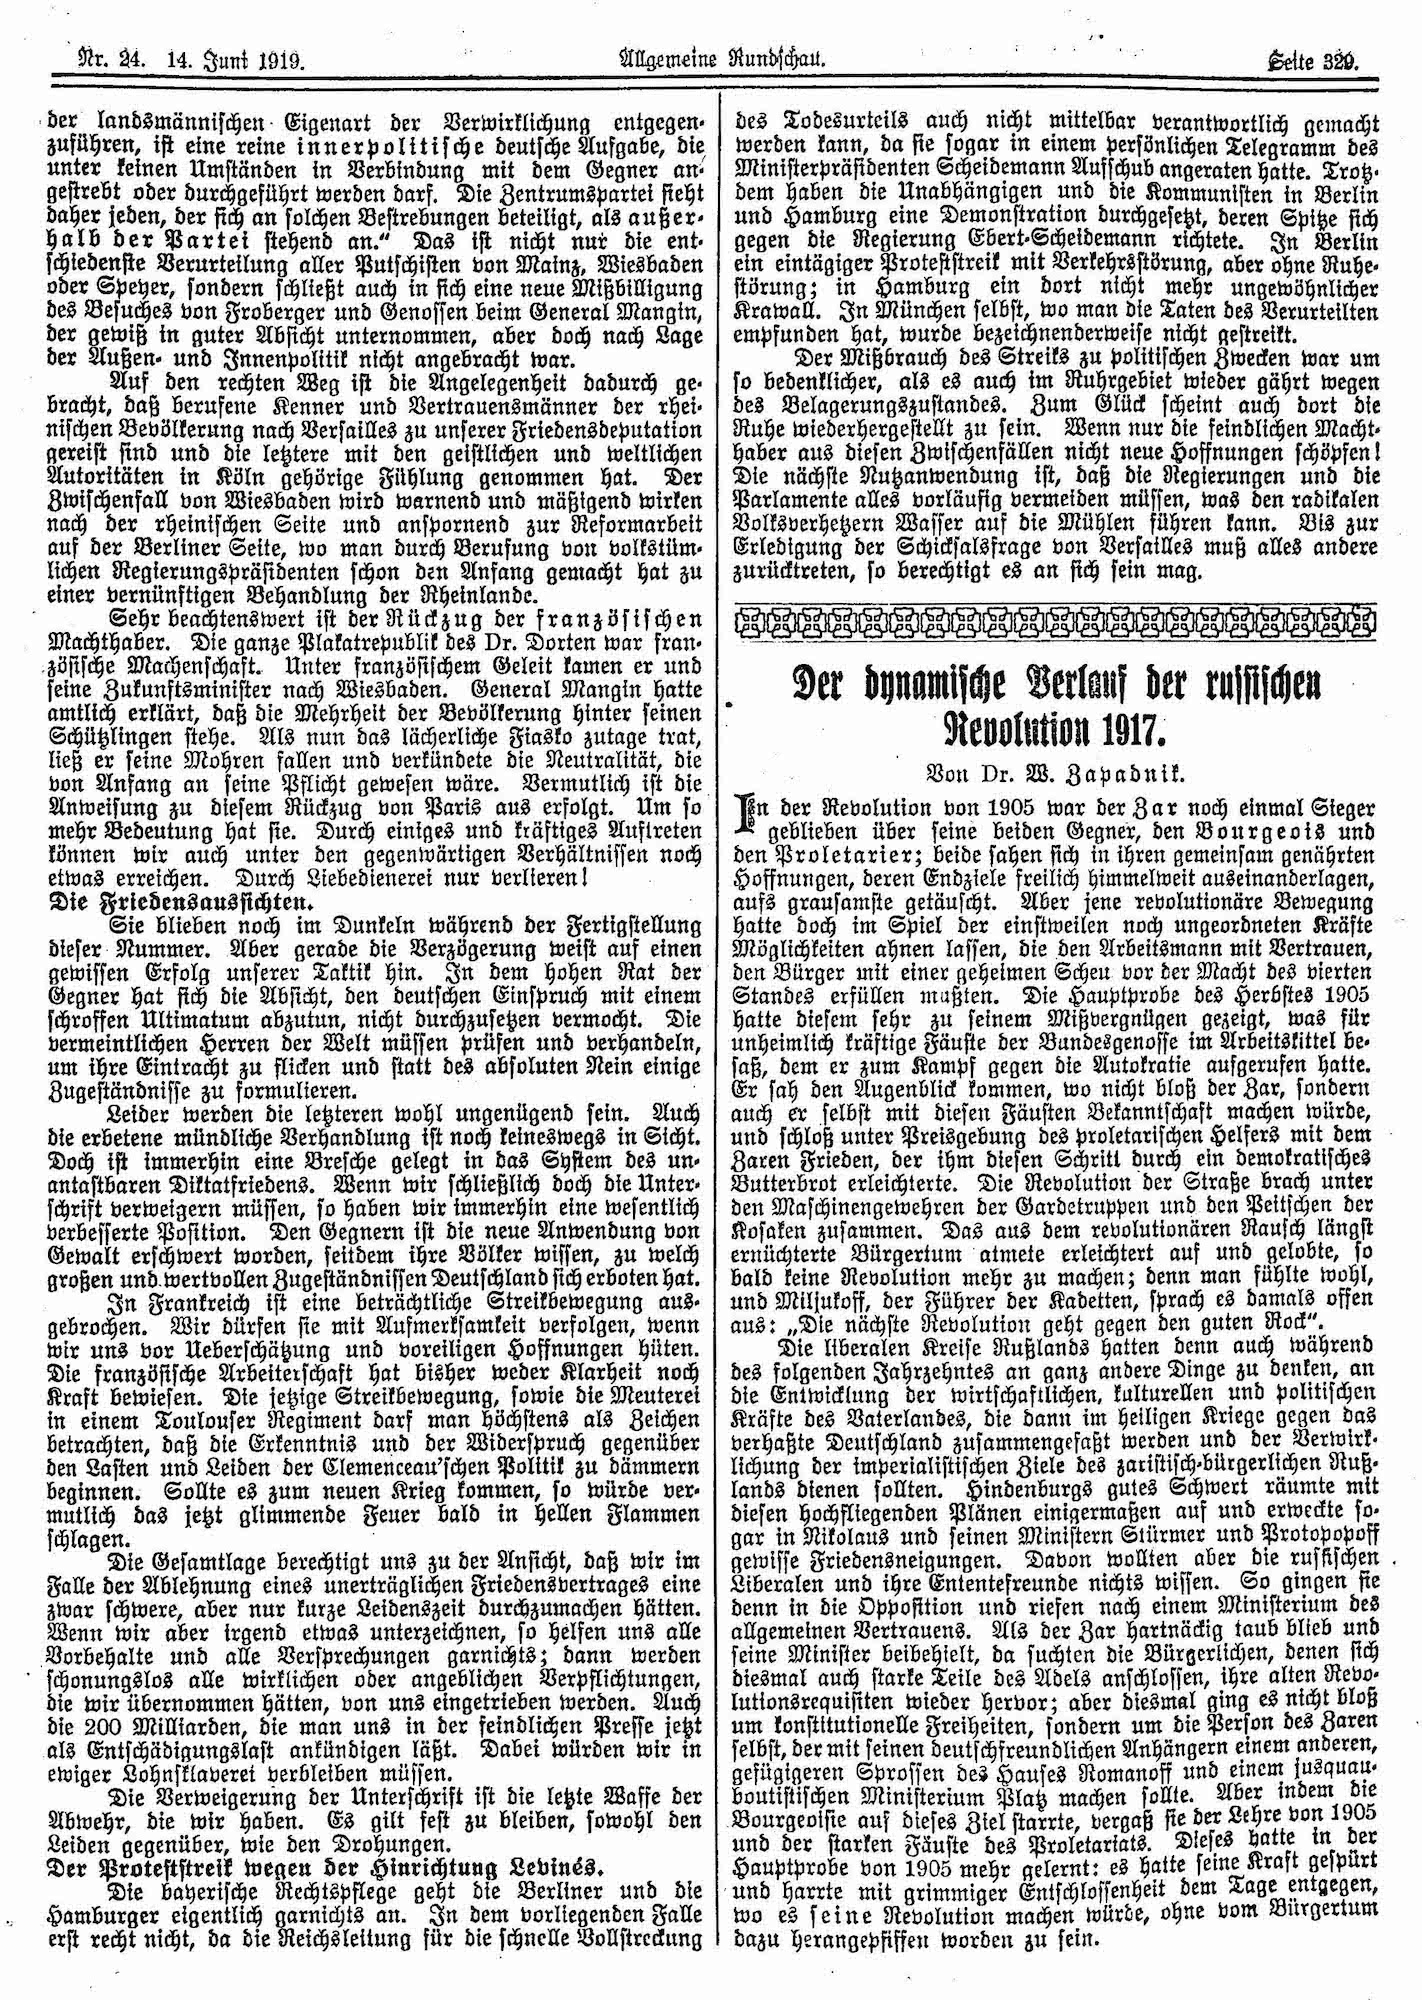 Nr. 24. 14. Juni 1919. Allgemeine Rundschau. Seite 329.
der landsmännischen Eigenart der Verwirklichung entgegen-
zuführen, ist eine reine innerpolitische deutsche Aufgabe, die
unter keinen Umständen in Verbindung mit dem Gegner an-
gestrebt oder durchgeführt werden darf. Die Zentrumspartei sieht
daher jeden, der sich an solchen Bestrebungen beteiligt, als außer-
halb der Partei stehend an.“ Das ist nicht nur die ent-
schiedenste Verurteilung aller Putschisten von Mainz, Wiesbaden
oder Speyer, sondern schließt auch in sich eine neue Mißbilligung
des Besuches von Froberger und Genossen beim General Mangin,
der gewiß in guter Absicht unternommen, aber doch nach Lage
der Außen- und Innenpolitik nicht angebracht war.
Auf den rechten Weg ist die Angelegenheit dadurch ge-
bracht, daß berufene Kenner und Vertrauensmänner der rhei-
nischen Bevölkerung nach Versailles zu unserer Friedensdeputation
gereist sind und die letztere mit den geistlichen und weltlichen
Autoritäten in Köln gehörige Fühlung genommen hat. Der
Zwischenfall von Wiesbaden wird warnend und mäßigend wirken
nach der rheinischen Seite und anspornend zur Reformarbeit
auf der Berliner Seite, wo man durch Berufung von volkstüm-
lichen Regierungspräsidenten schon den Anfang gemacht hat zu
einer vernünftigen Behandlung der Rheinlande.
Sehr beachtenswert ist der Rückzug der französischen
Machthaber. Die ganze Plakatrepublik des Dr. Dorten war fran-
zösische Machenschaft. Unter französischem Geleit kamen er und
seine Zukunftsminister nach Wiesbaden. General Mangin hatte
amtlich erklärt, daß die Mehrheit der Bevölkerung hinter seinen
Schützlingen stehe. Als nun das lächerliche Fiasko zutage trat,
ließ er seine Mohren fallen und verkündete die Neutralität, die
von Anfang an seine Pflicht gewesen wäre. Vermutlich ist die
Anweisung zu diesem Rückzug von Paris aus erfolgt. Um so
mehr Bedeutung hat sie. Durch einiges und kräftiges Auftreten
können wir auch unter den gegenwärtigen Verhältnissen noch
etwas erreichen. Durch Liebedienerei nur verlieren!
Die Friedensaussichten.
Sie blieben noch im Dunkeln während der Fertigstellung
dieser Nummer. Aber gerade die Verzögerung weist auf einen
gewissen Erfolg unserer Taktik hin. In dem hohen Rat der
Gegner hat sich die Absicht, den deutschen Einspruch mit einem
schroffen Ultimatum abzutun, nicht durchzusetzen vermocht. Die
vermeintlichen Herren der Welt müssen prüfen und verhandeln,
um ihre Eintracht zu flicken und statt des absoluten Nein einige
Zugeständnisse zu formulieren.
Leider werden die letzteren wohl ungenügend sein. Auch
die erbetene mündliche Verhandlung ist noch keineswegs in Sicht.
Doch ist immerhin eine Bresche gelegt in das System des un-
antastbaren Diktatfriedens. Wenn wir schließlich doch die Unter-
schrift verweigern müssen, so haben wir immerhin eine wesentlich
verbesserte Position. Den Gegnern ist die neue Anwendung von
Gewalt erschwert worden, seitdem ihre Völker wissen, zu welch
großen und wertvollen Zugeständnissen Deutschland sich erboten hat.
In Frankreich ist eine beträchtliche Streikbewegung aus-
gebrochen. Wir dürfen sie mit Aufmerksamkeit verfolgen, wenn
wir uns vor Ueberschätzung und voreiligen Hoffnungen hüten.
Die französische Arbeiterschaft hat bisher weder Klarheit noch
Kraft bewiesen. Die jetzige Streikbewegung, sowie die Meuterei
in einem Toulouser Regiment darf man höchstens als Zeichen
betrachten, daß die Erkenntnis und der Widerspruch gegenüber
den Lasten und Leiden der Clemenceau'schen Politik zu dämmern
beginnen. Sollte es zum neuen Krieg kommen, so würde ver-
mutlich das jetzt glimmende Feuer bald in hellen Flammen
schlagen.
Die Gesamtlage berechtigt uns zu der Ansicht, daß wir im
Falle der Ablehnung eines unerträglichen Friedensvertrages eine
zwar schwere, aber nur kurze Leidenszeit durchzumachen hätten.
Wenn wir aber irgend etwas unterzeichnen, so helfen uns alle
Vorbehalte und alle Versprechungen garnichts; dann werden
schonungslos alle wirklichen oder angeblichen Verpflichtungen,
die wir übernommen hätten, von uns eingetrieben werden. Auch
die 200 Milliarden, die man uns in der feindlichen Presse jetzt
als Entschädigungslast ankündigen läßt. Dabei würden wir in
ewiger Lohnsklaverei verbleiben müssen.
Die Verweigerung der Unterschrift ist die letzte Waffe der
Abwehr, die wir haben. Es gilt fest zu bleiben, sowohl den
Leiden gegenüber, wie den Drohungen.
Der Proteststreik wegen der Hinrichtung Levinés.
Die bayerische Rechtspflege geht die Berliner und die
Hamburger eigentlich garnichts an. In dem vorliegenden Falle
erst recht nicht, da die Reichsleitung für die schnelle Vollstreckung
des Todesurteils auch nicht mittelbar verantwortlich gemacht
werden kann, da sie sogar in einem persönlichen Telegramm des
Ministerpräsidenten Scheidemann Aufschub angeraten hatte. Trotz-
dem haben die Unabhängigen und die Kommunisten in Berlin
und Hamburg eine Demonstration durchgesetzt, deren Spitze sich
gegen die Regierung Ebert-Scheidemann richtete. In Berlin
ein eintägiger Proteststreik mit Verkehrsstörung, aber ohne Ruhe-
störung; in Hamburg ein dort nicht mehr ungewöhnlicher
Krawall. In München selbst, wo man die Taten des Verurteilten
empfunden hat, wurde bezeichnenderweise nicht gestreikt.
Der Mißbrauch des Streiks zu politischen Zwecken war um
so bedenklicher, als es auch im Ruhrgebiet wieder gährt wegen
des Belagerungszustandes. Zum Glück scheint auch dort die
Ruhe wiederhergestellt zu sein. Wenn nur die feindlichen Macht-
haber aus diesen Zwischenfällen nicht neue Hoffnungen schöpfen!
Die nächste Nutzanwendung ist, daß die Regierungen und die
Parlamente alles vorläufig vermeiden müssen, was den radikalen
Volksverhetzern Wasser auf die Mühlen führen kann. Bis zur
Erledigung der Schicksalsfrage von Versailles muß alles andere
zurücktreten, so berechtigt es an sich sein mag.
Der dynamische Verlauf der russischen
Revolution 1917.
Von Dr. W. Zapadnik.
In der Revolution von 1905 war der Zar noch einmal Sieger
geblieben über seine beiden Gegner, den Bourgeois und
den Proletarier; beide sahen sich in ihren gemeinsam genährten
Hoffnungen, deren Endziele freilich himmelweit auseinanderlagen,
aufs grausamste getäuscht. Aber jene revolutionäre Bewegung
hatte doch im Spiel der einstweilen noch ungeordneten Kräfte
Möglichkeiten ahnen lassen, die den Arbeitsmann mit Vertrauen,
den Bürger mit einer geheimen Scheu vor der Macht des vierten
Standes erfüllen mußten. Die Hauptprobe des Herbstes 1905
hatte diesem sehr zu seinem Mißvergnügen gezeigt, was für
unheimlich kräftige Fäuste der Bundesgenosse im Arbeitskittel be-
saß, dem er zum Kampf gegen die Autokratie aufgerufen hatte.
Er sah den Augenblick kommen, wo nicht bloß der Zar, sondern
auch er selbst mit diesen Fäusten Bekanntschaft machen würde,
und schloß unter Preisgebung des proletarischen Helfers mit dem
Zaren Frieden, der ihm diesen Schritt durch ein demokratisches
Butterbrot erleichterte. Die Revolution der Straße brach unter
den Maschinengewehren der Gardetruppen und den Peitschen der
Kosaken zusammen. Das aus dem revolutionären Rausch längst
ernüchterte Bürgertum atmete erleichtert auf und gelobte, so
bald keine Revolution mehr zu machen; denn man fühlte wohl,
und Miljukoff, der Führer der Kadetten, sprach es damals offen
aus: „Die nächste Revolution geht gegen den guten Rock“.
Die liberalen Kreise Rußlands hatten denn auch während
des folgenden Jahrzehntes an ganz andere Dinge zu denken, an
die Entwicklung der wirtschaftlichen, kulturellen und politischen
Kräfte des Vaterlandes, die dann im heiligen Kriege gegen das
verhaßte Deutschland zusammengefaßt werden und der Verwirk-
lichung der imperialistischen Ziele des zaristisch-bürgerlichen Ruß-
lands dienen sollten. Hindenburgs gutes Schwert räumte mit
diesen hochfliegenden Plänen einigermaßen auf und erweckte so-
gar in Nikolaus und seinen Ministern Stürmer und Protopopoff
gewisse Friedensneigungen. Davon wollten aber die russischen
Liberalen und ihre Ententefreunde nichts wissen. So gingen sie
denn in die Opposition und riefen nach einem Ministerium des
allgemeinen Vertrauens. Als der Zar hartnäckig taub blieb und
seine Minister beibehielt, da suchten die Bürgerlichen, denen sich
diesmal auch starke Teile des Adels anschlossen, ihre alten Revo-
lutionsrequisiten wieder hervor; aber diesmal ging es nicht bloß
um konstitutionelle Freiheiten, sondern um die Person des Zaren
selbst, der mit seinen deutschfreundlichen Anhängern einem anderen,
gefügigeren Sprossen des Hauses Romanoff und einem jusquau-
boutistischen Ministerium Platz machen sollte. Aber indem die
Bourgeoisie auf dieses Ziel starrte, vergaß sie der Lehre von 1905
und der starken Fäuste des Proletariats. Dieses hatte in der
Hauptprobe von 1905 mehr gelernt: es hatte seine Kraft gespürt
und harrte mit grimmiger Entschlossenheit dem Tage entgegen,
wo es seine Revolution machen würde, ohne vom Bürgertum
dazu herangepfiffen worden zu sein.